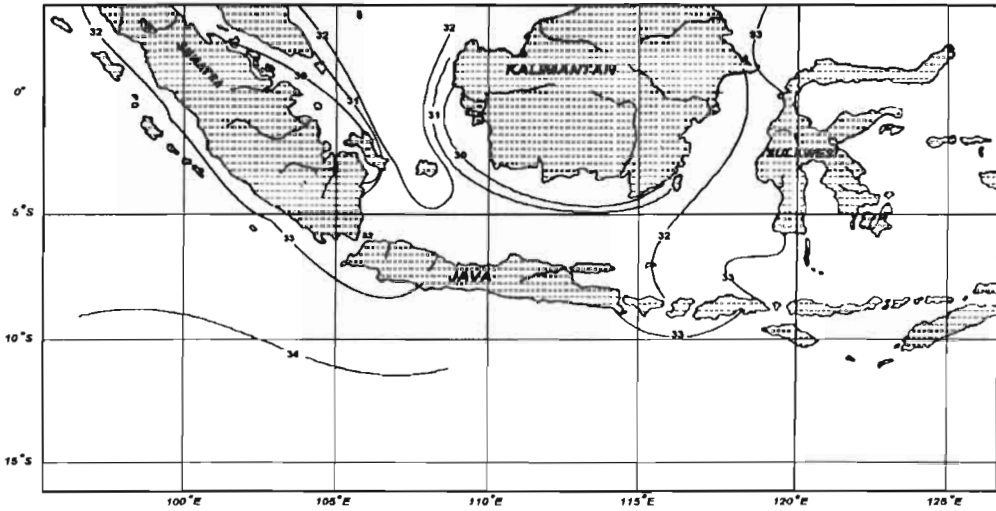 32
32
32
33
30
31
31
30
SUMATRA
KALIMANTAN
SULAWESI
0°
5°S
33
32
32
33
JAVA
33
10°S
34
15°S
100°E
105°E
110°E
115°E
120°E
125°E